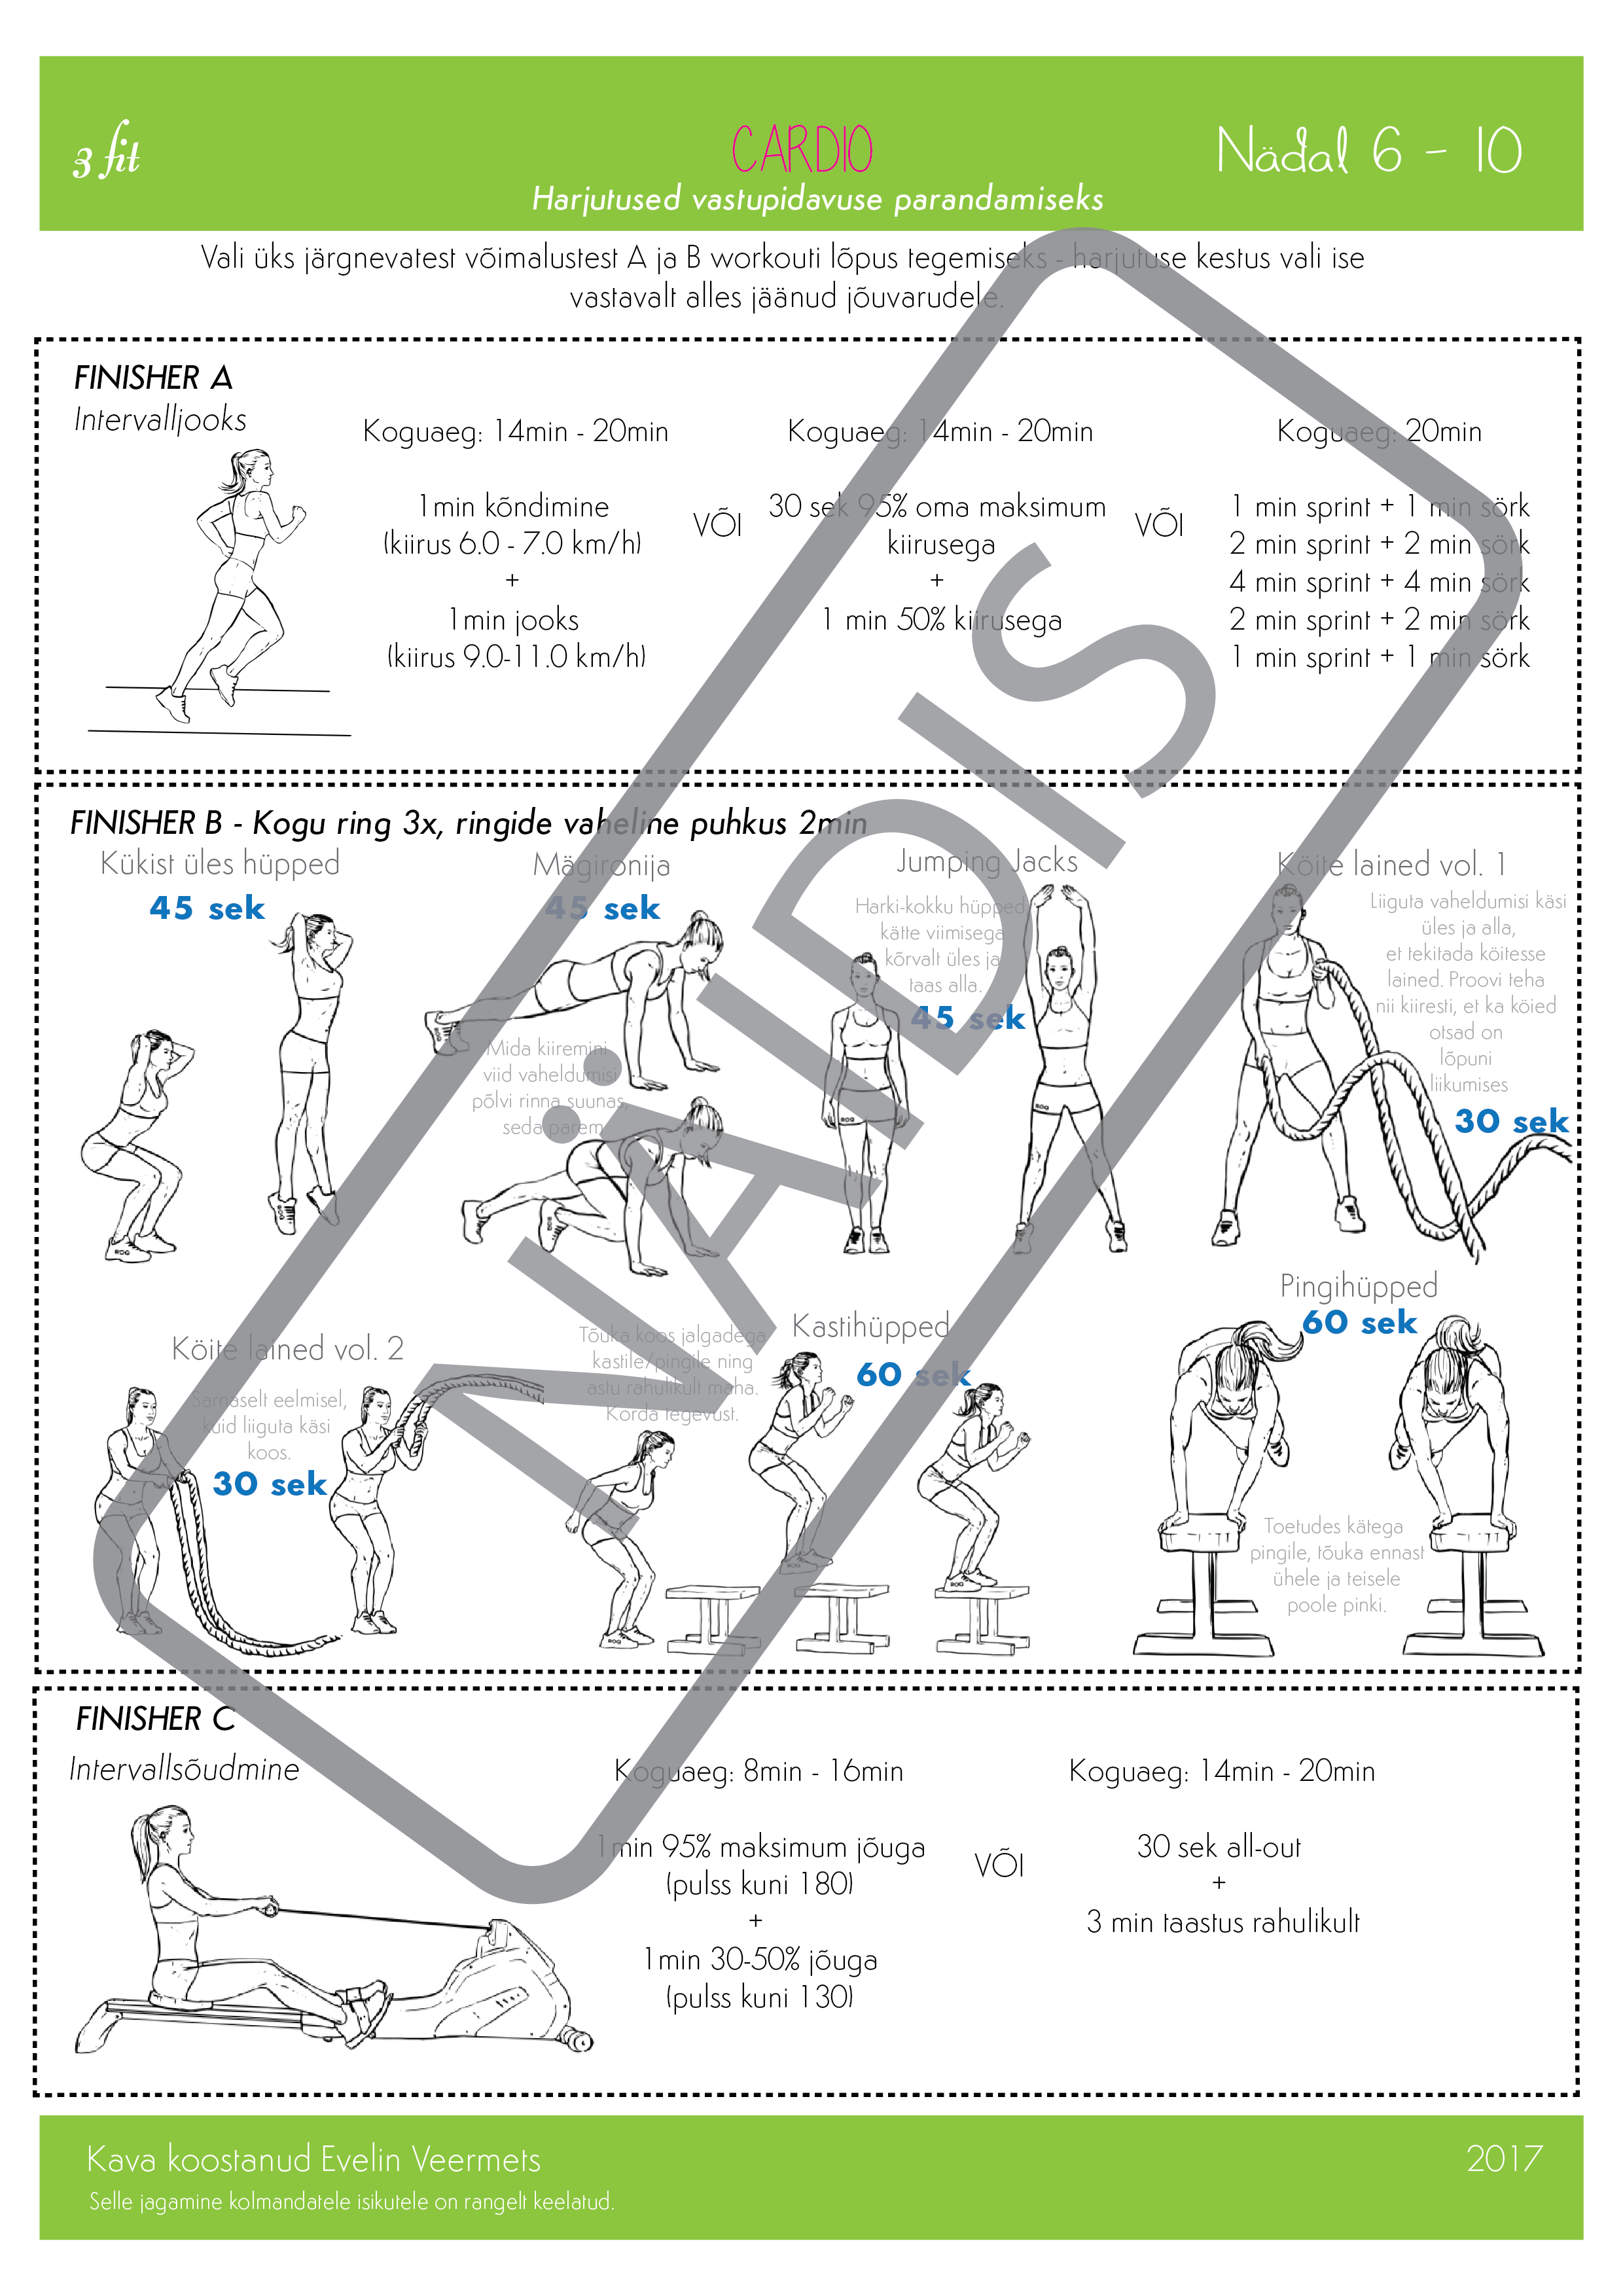 3 fit
CARDIO
Nädal 6 - 10
Harjutused vastupidavuse parandamiseks
Vali üks järgnevatest võimalustest A ja B workouti lõpus tegemiseks - harjutuse kestus vali ise
vastavalt alles jäänud jõuvarudele.
FINISHER A
Intervalljooks
Koguaeg: 14min - 20min
1min kõndimine
(kiirus 6.0 - 7.0 km/h)
+
1min jooks
(kiirus 9.0-11.0 km/h)
VÕI
Koguaeg: 14min - 20min
30 sek 95% oma maksimum
kiirusega
+
1 min 50% kiirusega
VÕI
Koguaeg: 20min
1 min sprint + 1 min sörk
2 min sprint + 2 min sörk
4 min sprint + 4 min sörk
2 min sprint + 2 min sörk
1 min sprint + 1 min sörk
FINISHER B - Kogu ring 3x, ringide vaheline puhkus 2min
Kükist üles hüpped
45 sek
Mägironija
45 sek
Mida kiiremini
viid vaheldumisi
põlvi rinna suunas,
seda parem
Jumping Jacks
Harki-kokku hüpped
kätte viimisega
kõrvalt üles ja
taas alla.
45 sek
Köite lained vol. 1
Liiguta vaheldumisi käsi
üles ja alla,
et tekitada köitesse
lained. Proovi teha
nii kiiresti, et ka köied
otsad on
lõpuni
liikumises
30 sek
Köite lained vol. 2
Sarnaselt eelmisel,
kuid liiguta käsi
koos.
30 sek
Tõuka koos jalgadega
kastile/pingile ning
astu rahulikult maha.
Korda tegevust.
Kastihüpped
60 sek
Pingihüpped
60 sek
Toetudes kätega
pingile, tõuka ennast
ühele ja teisele
poole pinki.
FINISHER C
Intervallsõudmine
Koguaeg: 8min - 16min
1min 95% maksimum jõuga
(pulss kuni 180)
+
1min 30-50% jõuga
(pulss kuni 130)
VÕI
Koguaeg: 14min - 20min
30 sek all-out
+
3 min taastus rahulikult
NÄIDIS
Kava koostanud Evelin Veermets
2017
Selle jagamine kolmandatele isikutele on rangelt keelatud.